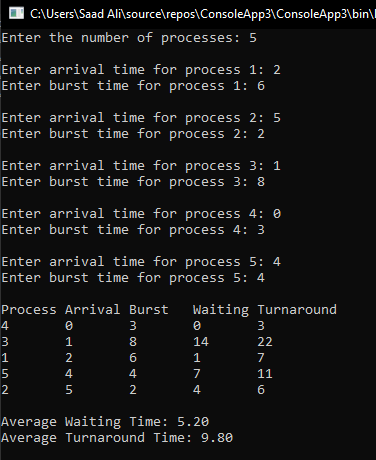 C:\Users\Saad Ali\source\repos\ConsoleApp3\ConsoleApp3\bin\
Enter the number of processes: 5
Enter arrival time for process 1: 2
Enter burst time for process 1: 6
Enter arrival time for process 2: 5
Enter burst time for process 2: 2
Enter arrival time for process 3: 1
Enter burst time for process 3: 8
Enter arrival time for process 4: 0
Enter burst time for process 4: 3
Enter arrival time for process 5: 4
Enter burst time for process 5: 4
Process Arrival Burst Waiting Turnaround
4 0 3 0 3
3 1 8 14 22
1 2 6 1 7
5 4 4 7 11
2 5 2 4 6
Average Waiting Time: 5.20
Average Turnaround Time: 9.80